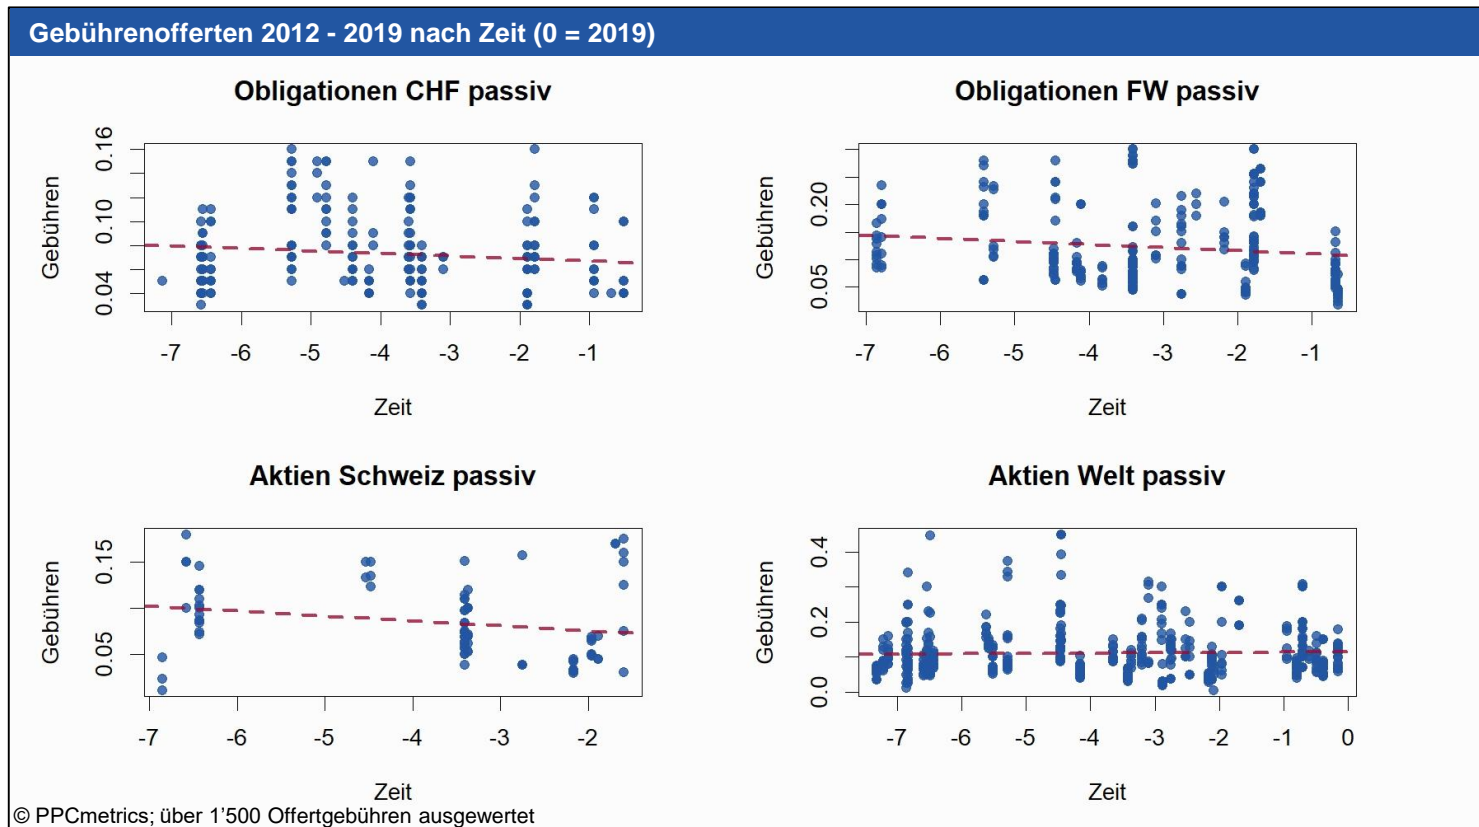 Gebührenofferten 2012 - 2019 nach Zeit (0 = 2019)
Obligationen CHF passiv
Gebühren
0.16
0.10
0.04
-7 -6 -5 -4 -3 -2 -1
Zeit
Obligationen FW passiv
Gebühren
0.20
0.05
-7 -6 -5 -4 -3 -2 -1
Zeit
Aktien Schweiz passiv
Gebühren
0.15
0.05
-7 -6 -5 -4 -3 -2
Zeit
Aktien Welt passiv
Gebühren
0.4
0.2
0.0
-7 -6 -5 -4 -3 -2 -1 0
Zeit
© PPCmetrics; über 1'500 Offertgebühren ausgewertet